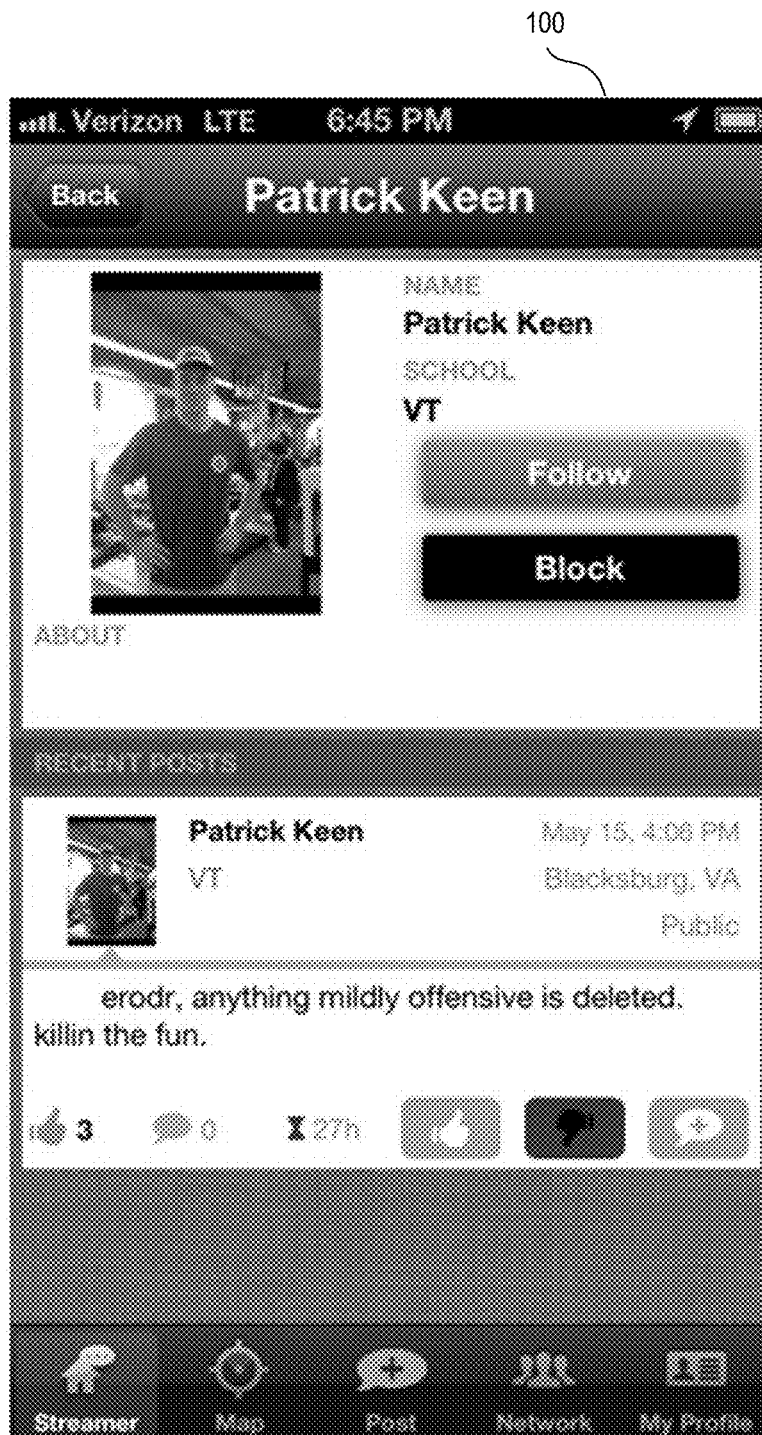 100
Verizon LTE 6:45 PM
Back Patrick Keen
NAME
Patrick Keen
SCHOOL
VT
Follow
Block
ABOUT
RECENT POSTS
Patrick Keen May 15, 4:06 PM
VT Blacksburg, VA
Public
erodr, anything mildly offensive is deleted.
killin the fun.
3 0 27h
Streamer Map Post Network My Profile